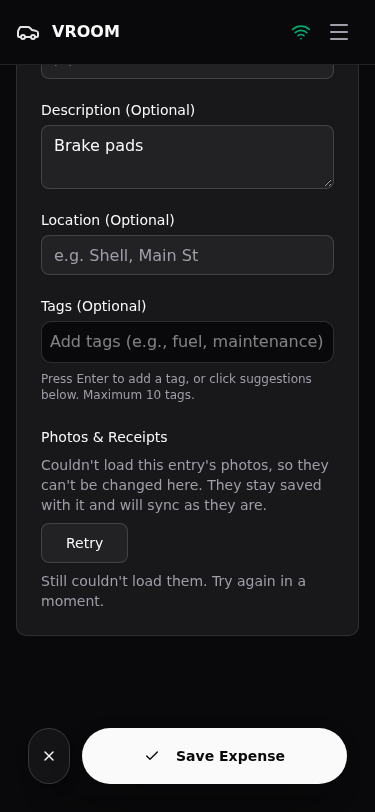 VROOM
Description (Optional)
Brake pads
Location (Optional)
e.g. Shell, Main St
Tags (Optional)
Add tags (e.g., fuel, maintenance)
Press Enter to add a tag, or click suggestions
below. Maximum 10 tags.
Photos & Receipts
Couldn't load this entry's photos, so they
can't be changed here. They stay saved
with it and will sync as they are.
Retry
Still couldn't load them. Try again in a
moment.
Save Expense